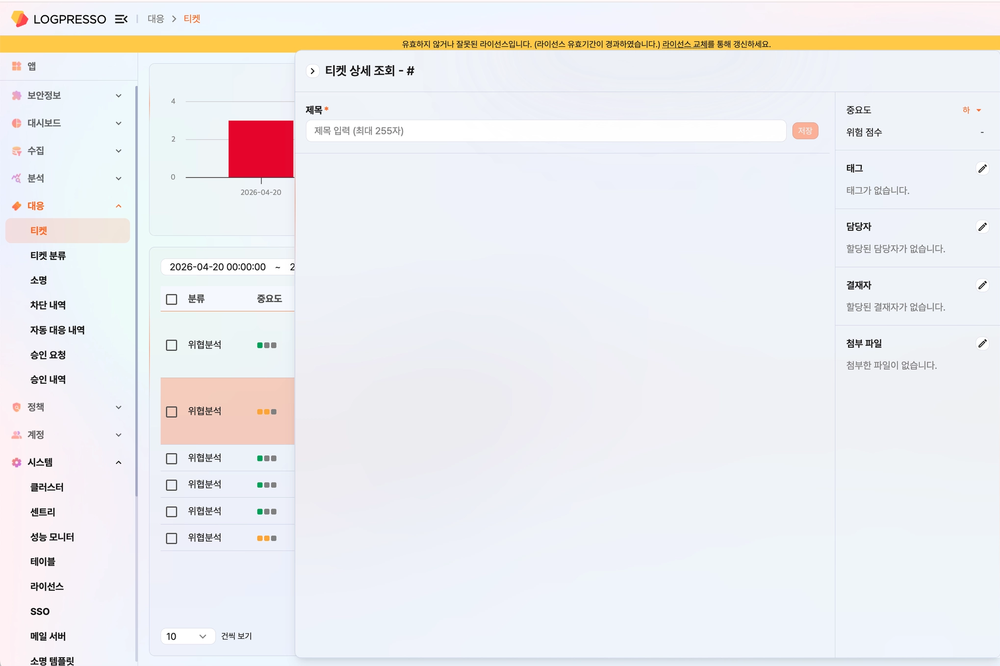 LOGPRESSO
대응 > 티켓
유효하지 않거나 잘못된 라이선스입니다. (라이선스 유효기간이 경과하였습니다.) 라이선스 교체를 통해 갱신하세요.
앱
보안정보
대시보드
수집
분석
대응
티켓
티켓 분류
소명
차단 내역
자동 대응 내역
승인 요청
승인 내역
정책
계정
시스템
클러스터
센트리
성능 모니터
테이블
라이선스
SSO
메일 서버
소명 템플릿
4
2
0
2026-04-20
2026-04-20 00:00:00 ~ 2
분류 중요도
위협분석
위협분석
위협분석
위협분석
위협분석
위협분석
10 건씩 보기
티켓 상세 조회 - #
제목 *
제목 입력 (최대 255자) 저장
중요도 하
위험 점수 -
태그
태그가 없습니다.
담당자
할당된 담당자가 없습니다.
결재자
할당된 결재자가 없습니다.
첨부 파일
첨부한 파일이 없습니다.